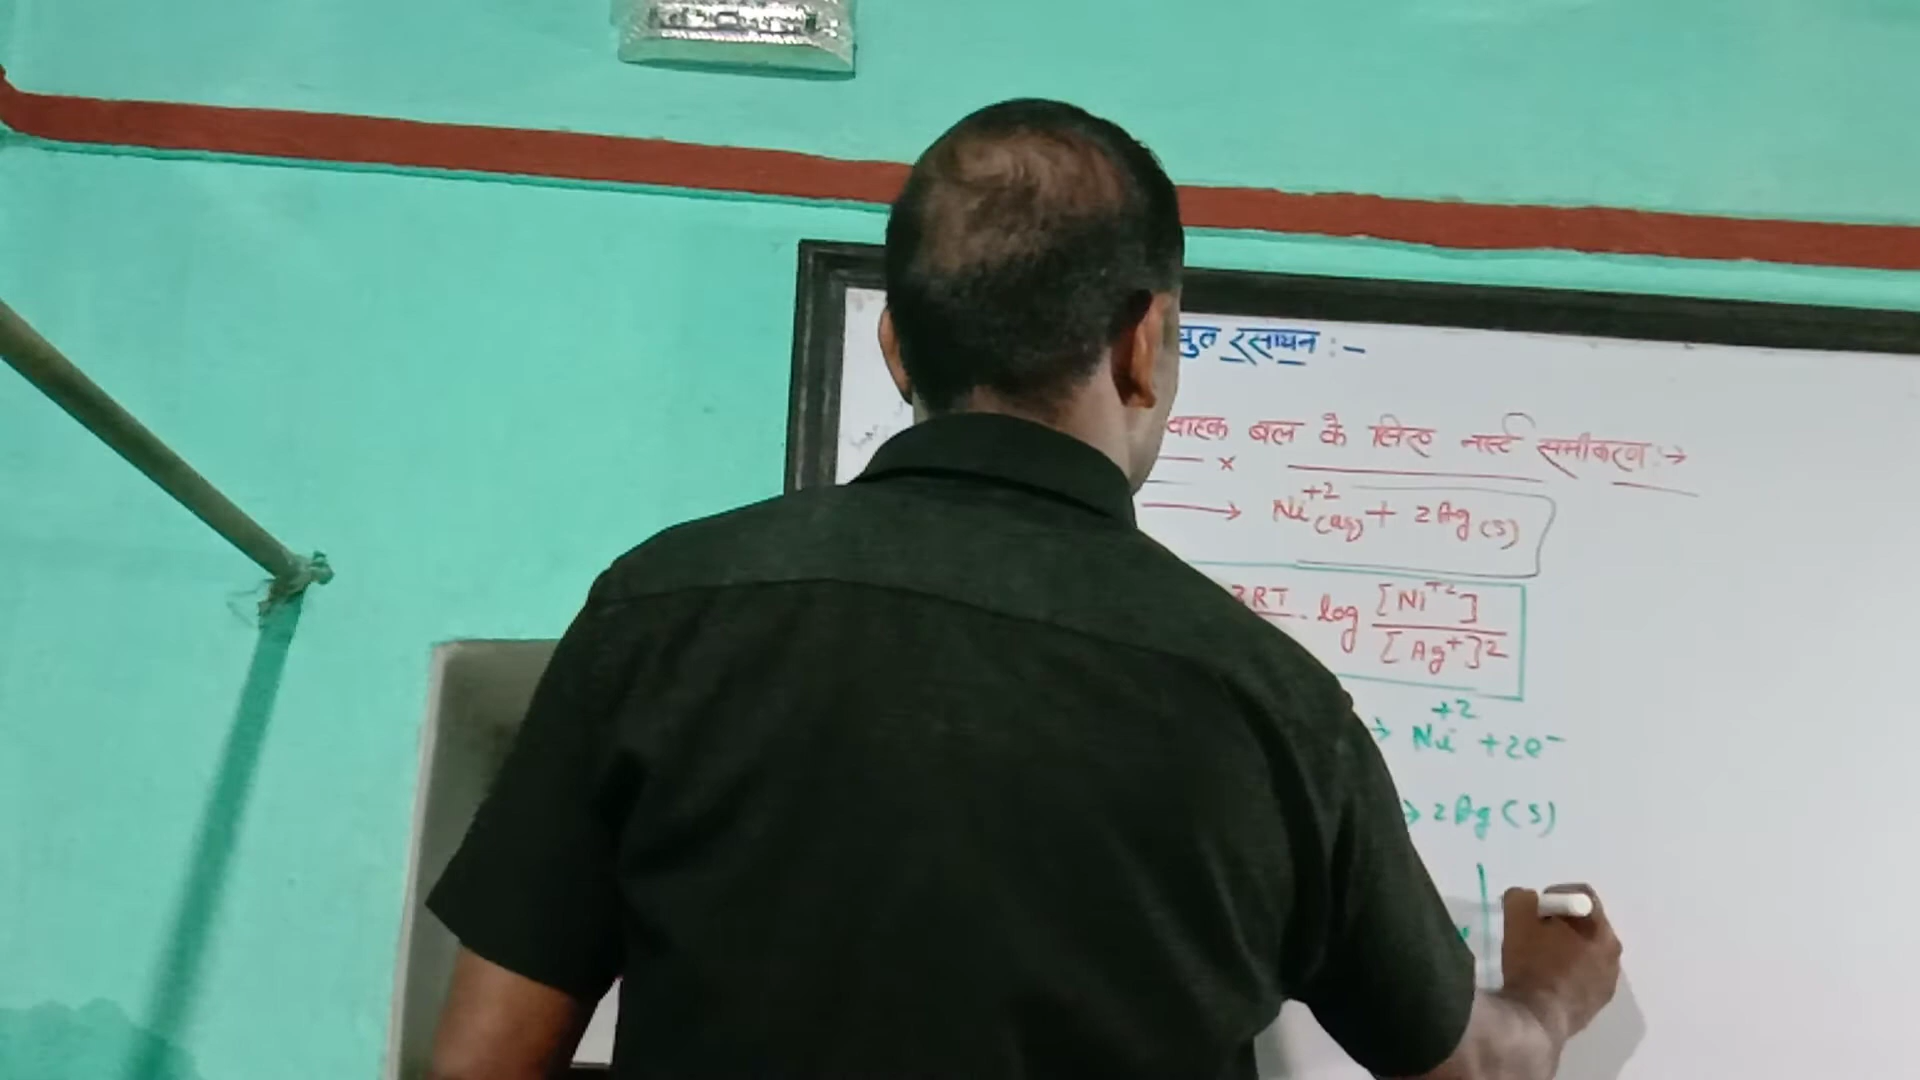 रसायन :-
वाहक बल के लिए नर्न्स्ट समीकरण :→
x
→ Ni+2(aq) + 2Ag(s)
RT . log [Ni+2] / [Ag+]2
→ Ni+2 + 2e-
→ 2Ag(s)